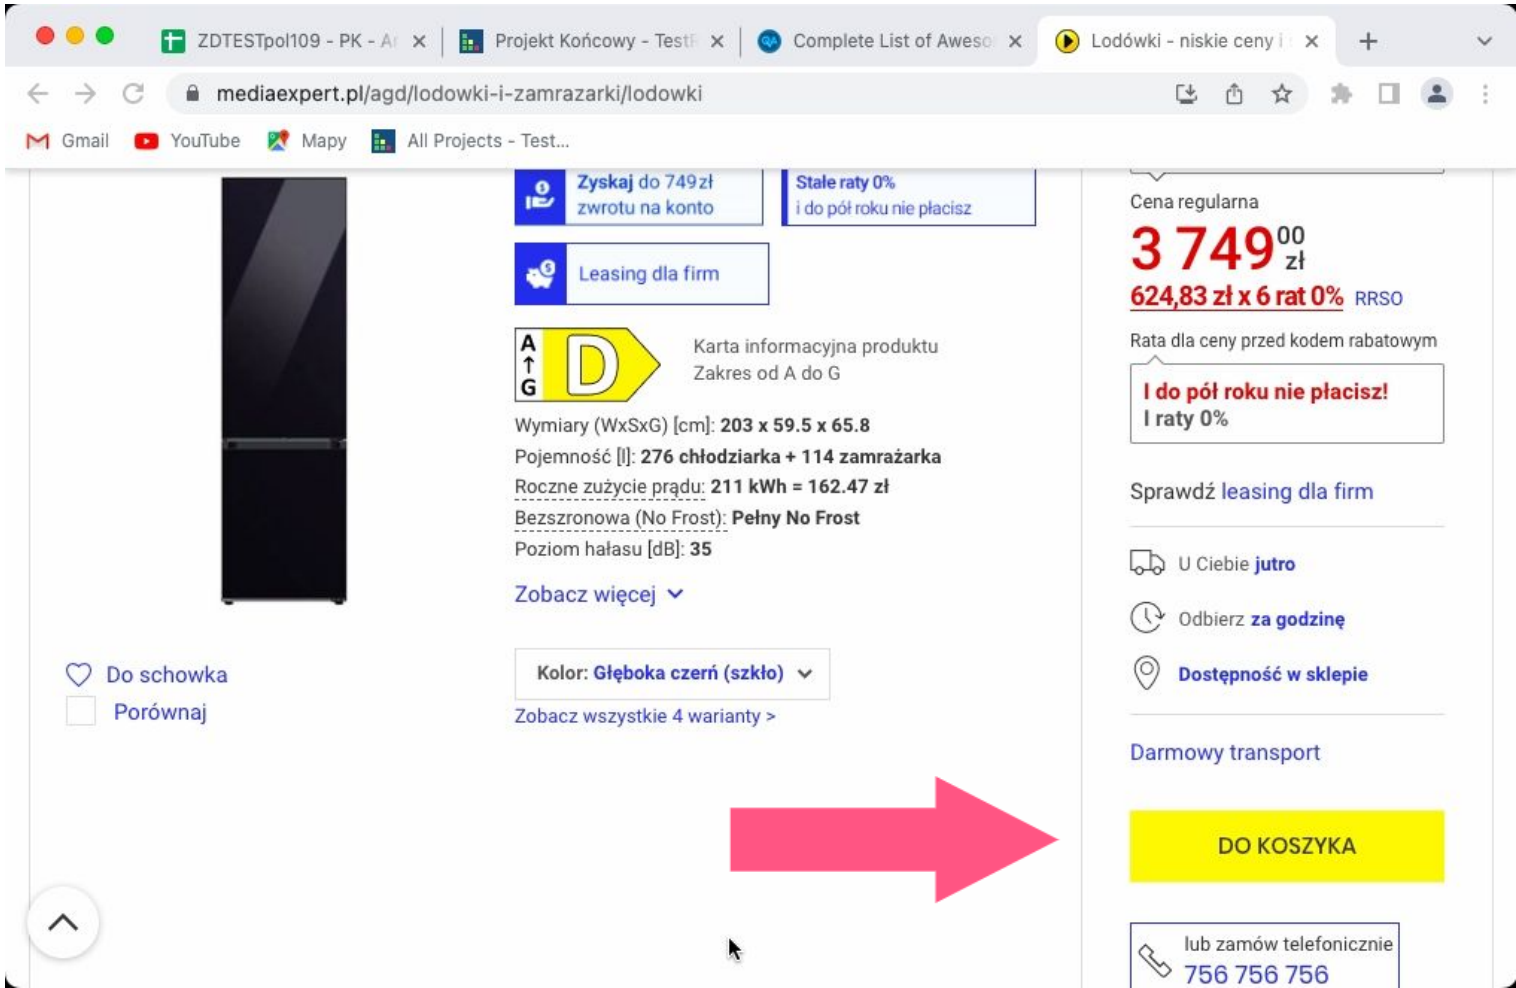 ZDTESTpol109 - PK - A
Projekt Końcowy - Test
Complete List of Aweso
Lodówki - niskie ceny i
mediaexpert.pl/agd/lodowki-i-zamrazarki/lodowki
Gmail
YouTube
Mapy
All Projects - Test...
Zyskaj do 749 zł
zwrotu na konto
Stałe raty 0%
i do pół roku nie płacisz
Leasing dla firm
A
↑
G
D
Karta informacyjna produktu
Zakres od A do G
Wymiary (WxSxG) [cm]: 203 x 59.5 x 65.8
Pojemność [l]: 276 chłodziarka + 114 zamrażarka
Roczne zużycie prądu: 211 kWh = 162.47 zł
Bezszronowa (No Frost): Pełny No Frost
Poziom hałasu [dB]: 35
Zobacz więcej
Do schowka
Porównaj
Kolor: Głęboka czerń (szkło)
Zobacz wszystkie 4 warianty >
Cena regularna
3 749 00 zł
624,83 zł x 6 rat 0% RRSO
Rata dla ceny przed kodem rabatowym
I do pół roku nie płacisz!
I raty 0%
Sprawdź leasing dla firm
U Ciebie jutro
Odbierz za godzinę
Dostępność w sklepie
Darmowy transport
DO KOSZYKA
lub zamów telefonicznie
756 756 756